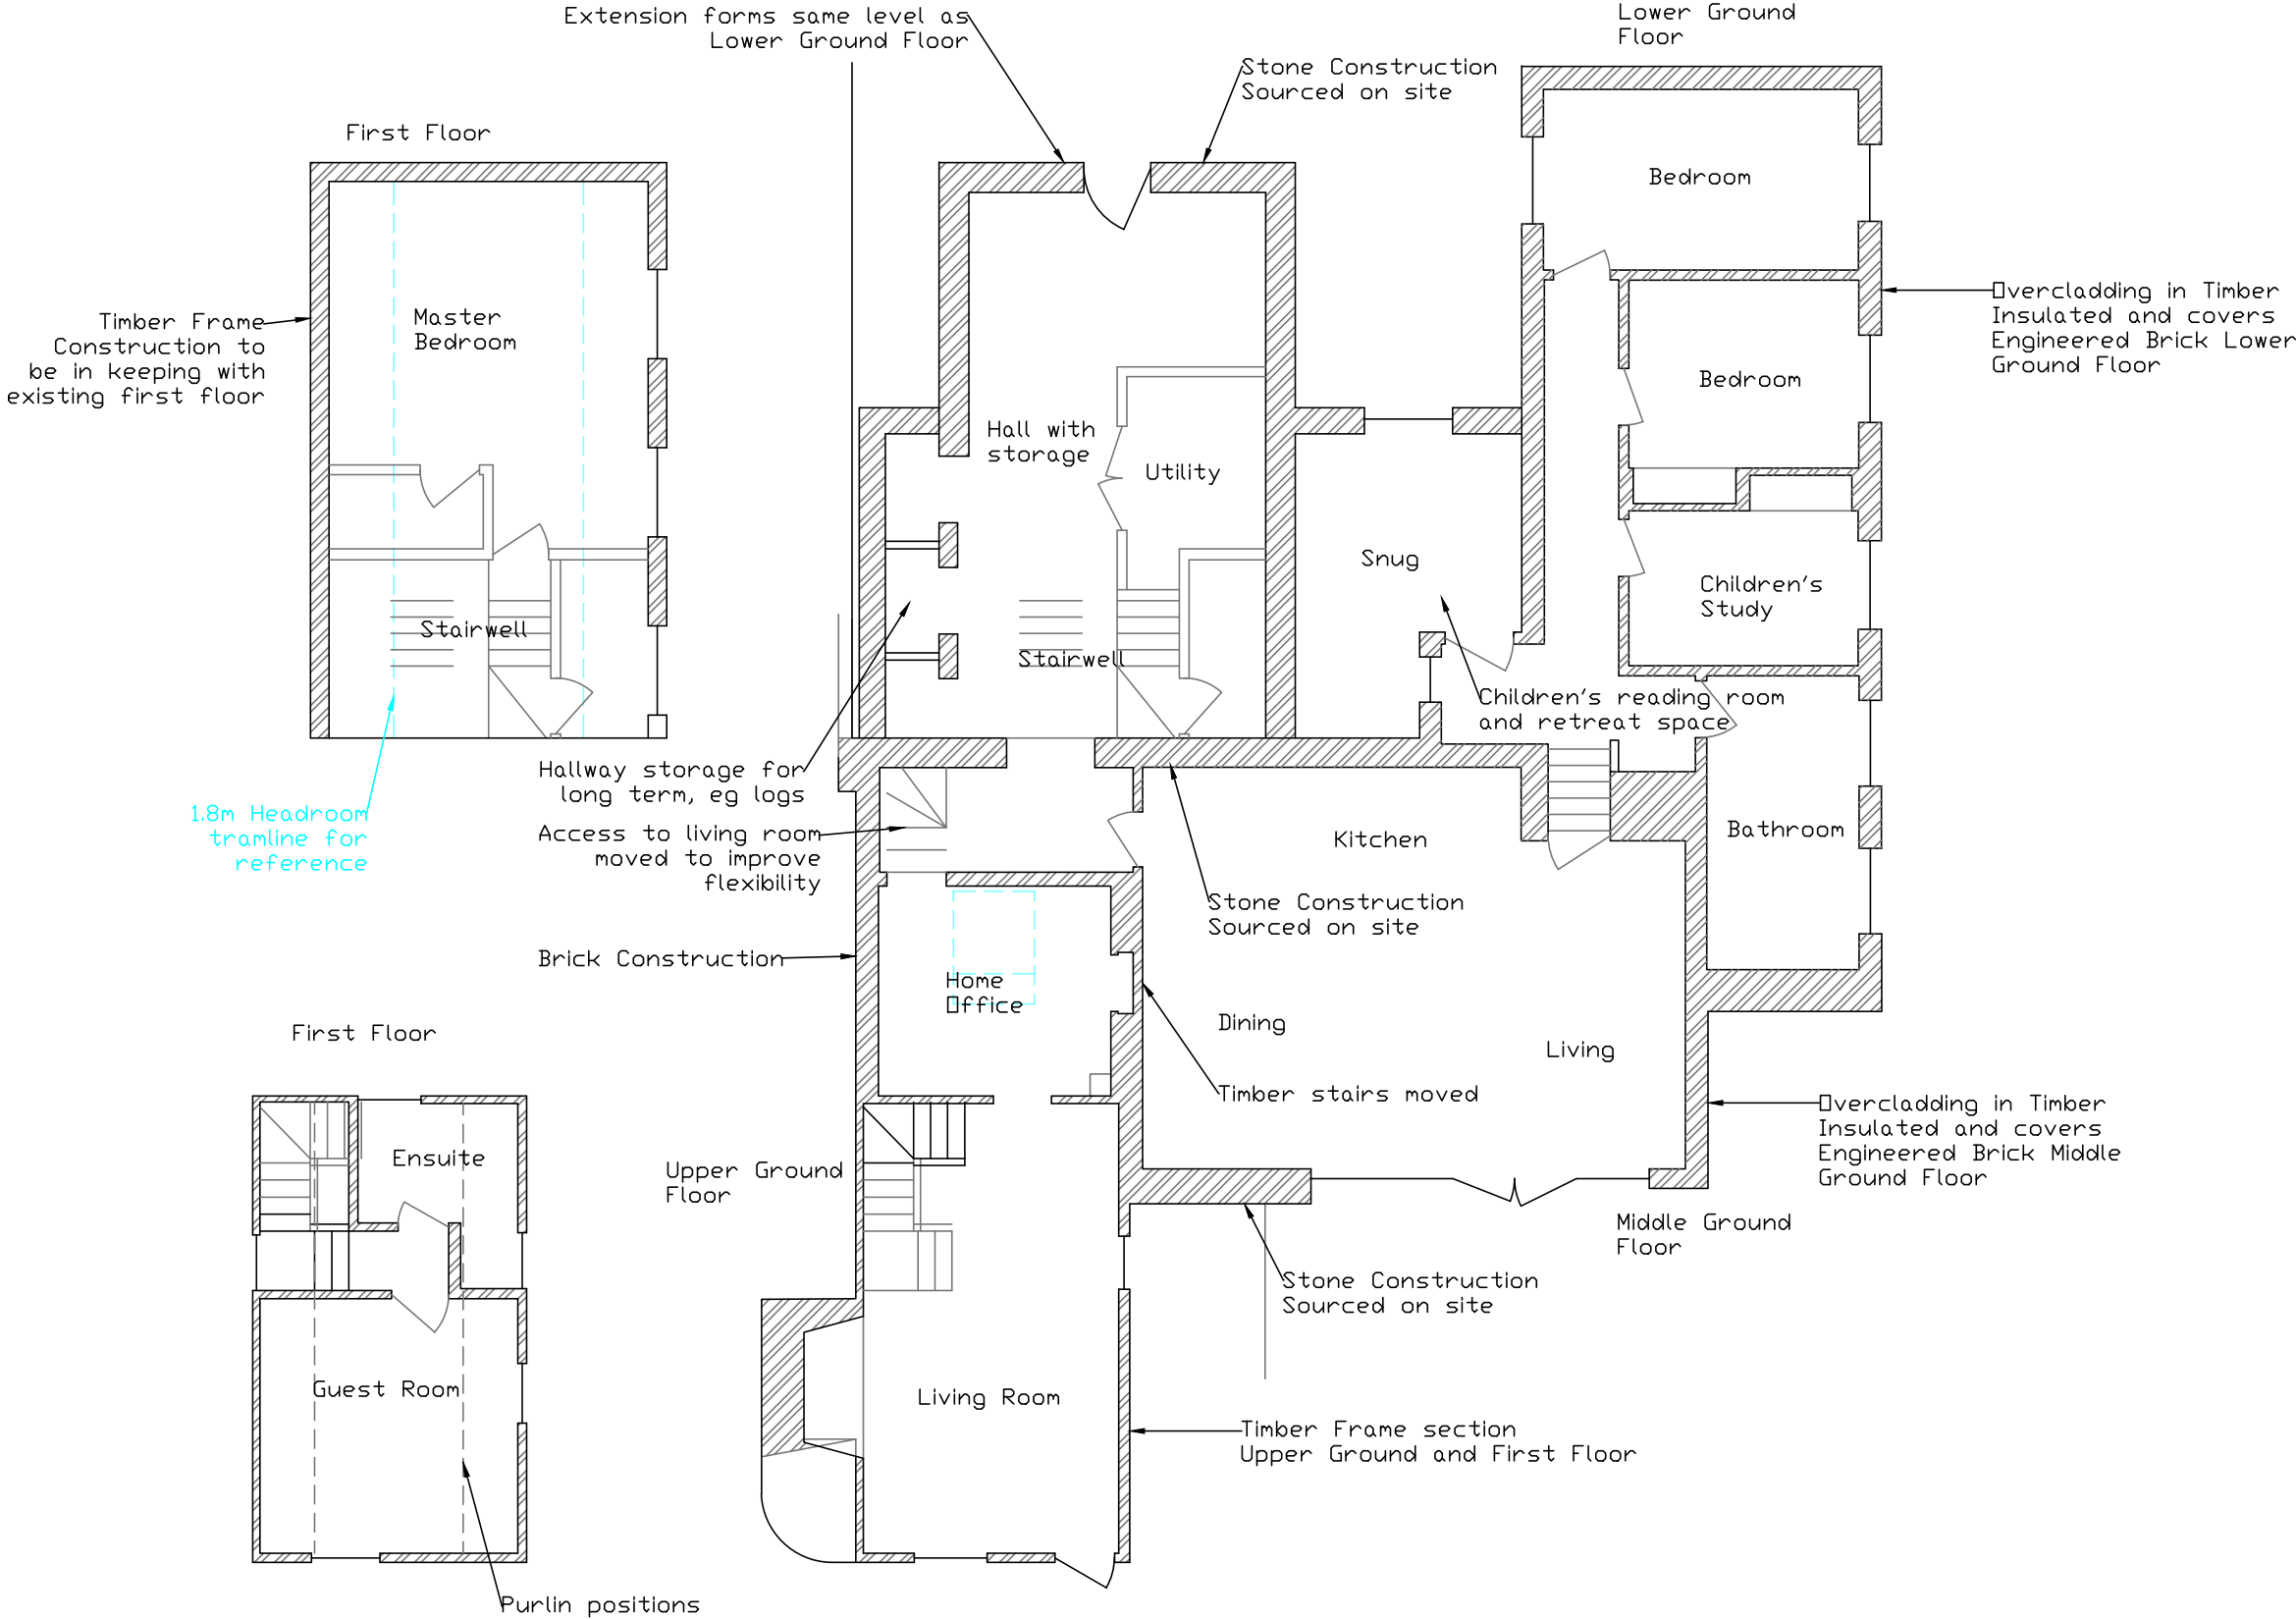 Extension forms same level as
Lower Ground Floor
Lower Ground
Floor
Stone Construction
Sourced on site
First Floor
Bedroom
Overcladding in Timber
Insulated and covers
Engineered Brick Lower
Ground Floor
Timber Frame
Construction to
be in keeping with
existing first floor
Master
Bedroom
Bedroom
Hall with
storage
Utility
Snug
Children's
Study
Stairwell
Stairwell
Children's reading room
and retreat space
Hallway storage for
long term, eg logs
1.8m Headroom
tramline for
reference
Access to living room
moved to improve
flexibility
Kitchen
Bathroom
Stone Construction
Sourced on site
Brick Construction
Home
Office
Dining
Living
First Floor
Timber stairs moved
Overcladding in Timber
Insulated and covers
Engineered Brick Middle
Ground Floor
Ensuite
Upper Ground
Floor
Middle Ground
Floor
Stone Construction
Sourced on site
Guest Room
Living Room
Timber Frame section
Upper Ground and First Floor
Purlin positions